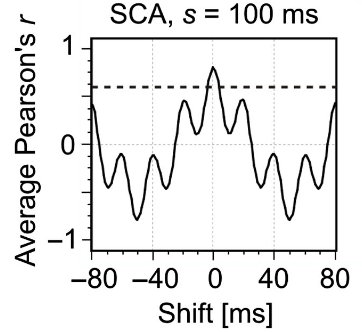 SCA, s = 100 ms
Average Pearson's r
1
0
−1
−80 −40 0 40 80
Shift [ms]